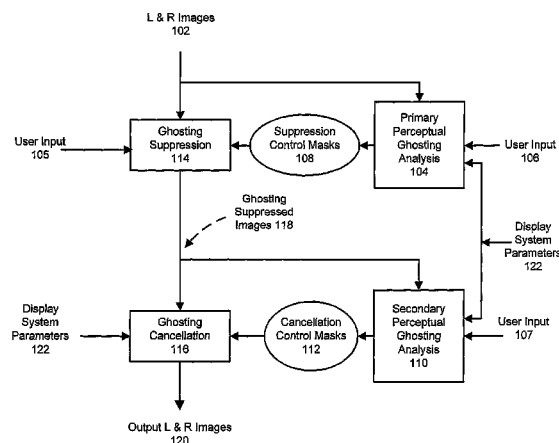 L & R Images
102
User Input
105
Ghosting
Suppression
114
Suppression
Control Masks
108
Primary
Perceptual
Ghosting
Analysis
104
User Input
106
Ghosting
Suppressed
Images 118
Display
System
Parameters
122
Display
System
Parameters
122
Ghosting
Cancellation
116
Cancellation
Control Masks
112
Secondary
Perceptual
Ghosting
Analysis
110
User Input
107
Output L & R Images
120